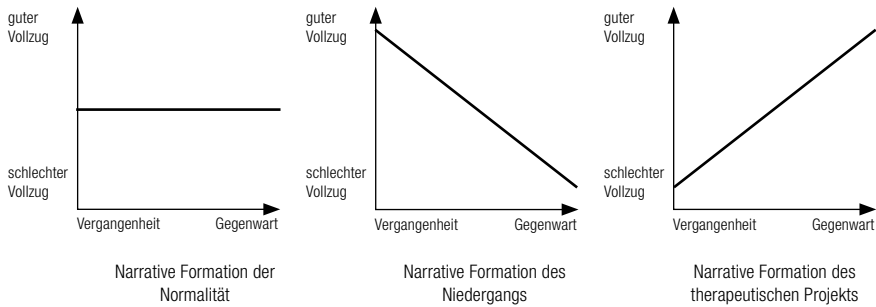 guter
Vollzug
schlechter
Vollzug
Vergangenheit Gegenwart
Narrative Formation der
Normalität
guter
Vollzug
schlechter
Vollzug
Vergangenheit Gegenwart
Narrative Formation des
Niedergangs
guter
Vollzug
schlechter
Vollzug
Vergangenheit Gegenwart
Narrative Formation des
therapeutischen Projekts